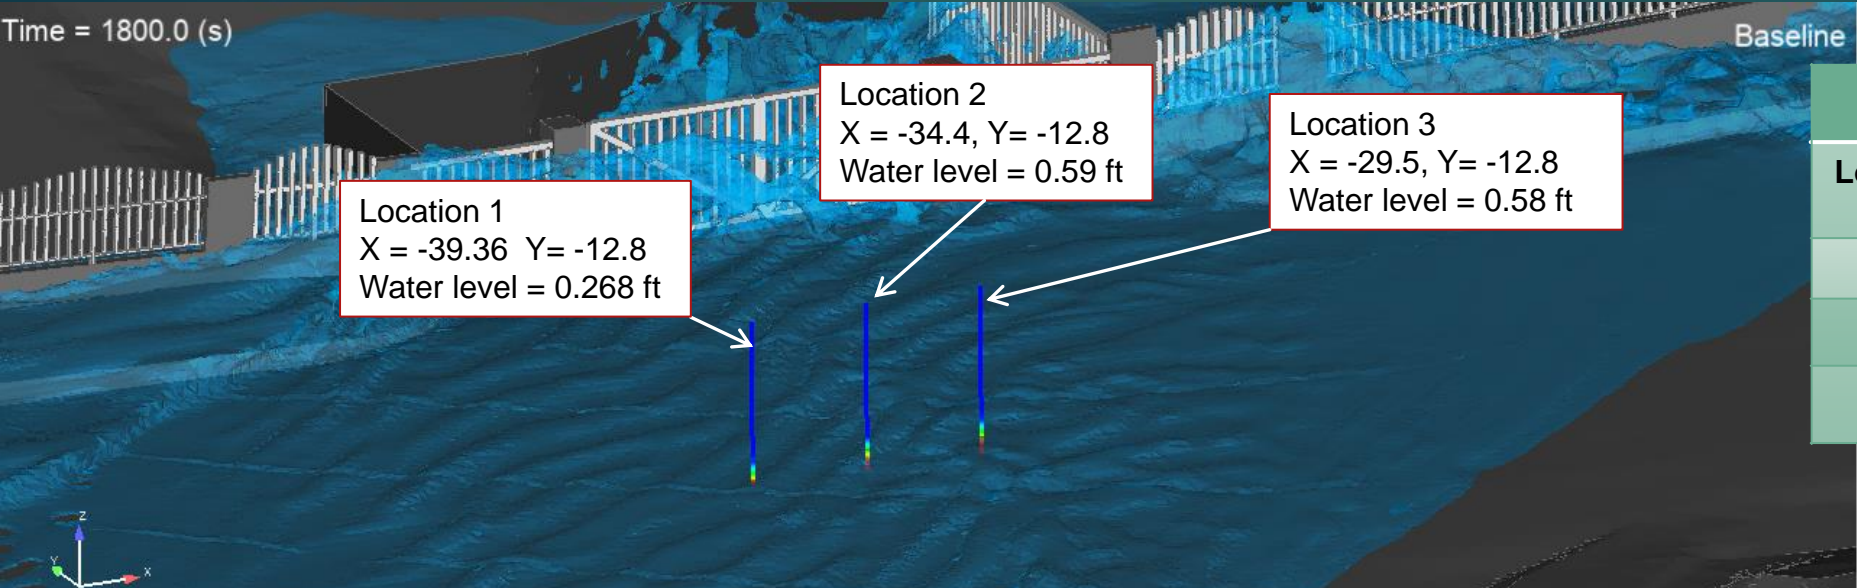 Time = 1800.0 (s)
Baseline
Location 1
X = -39.36  Y= -12.8
Water level = 0.268 ft
Location 2
X = -34.4, Y= -12.8
Water level = 0.59 ft
Location 3
X = -29.5, Y= -12.8
Water level = 0.58 ft
Z
Y
X